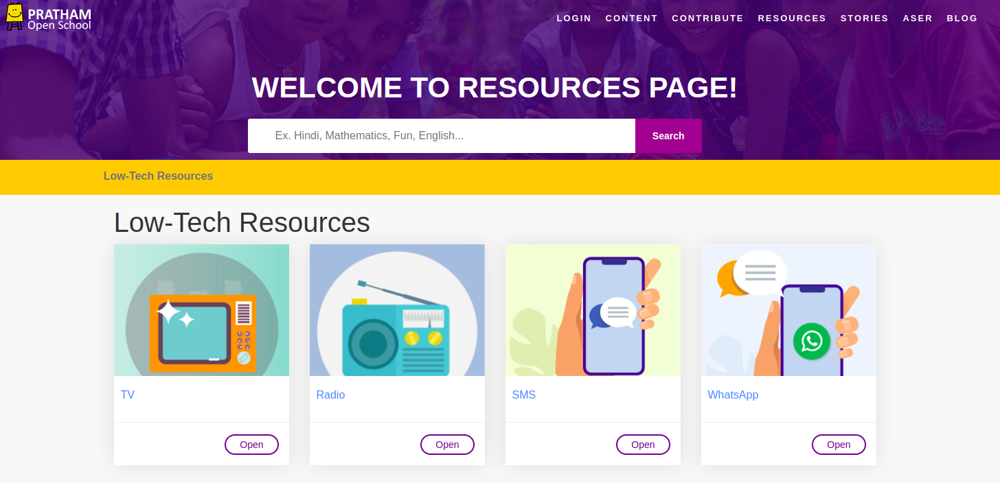 PRATHAM
Open School
LOGIN CONTENT CONTRIBUTE RESOURCES STORIES ASER BLOG
WELCOME TO RESOURCES PAGE!
Ex. Hindi, Mathematics, Fun, English...
Search
Low-Tech Resources
Low-Tech Resources
TV
Radio
SMS
WhatsApp
Open
Open
Open
Open